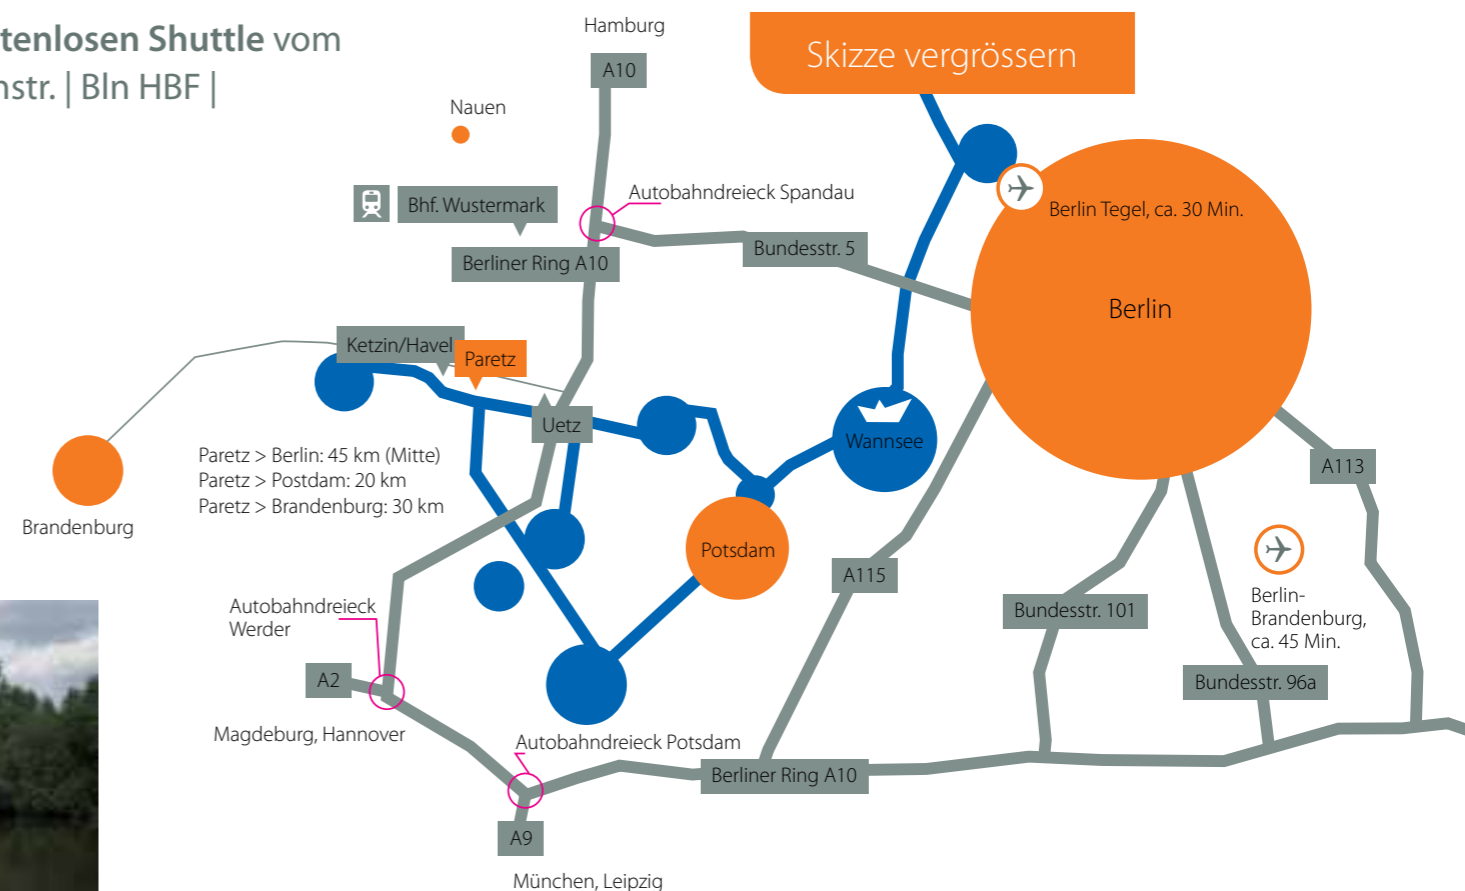 tenlosen Shuttle vom
nstr. | Bln HBF |
Skizze vergrössern
Hamburg
A10
Nauen
Bhf. Wustermark
Autobahndreieck Spandau
Berlin Tegel, ca. 30 Min.
Berliner Ring A10
Bundesstr. 5
Berlin
Ketzin/Havel
Paretz
Uetz
Wannsee
Paretz > Berlin: 45 km (Mitte)
Paretz > Postdam: 20 km
Paretz > Brandenburg: 30 km
A113
Brandenburg
Potsdam
A115
Autobahndreieck
Werder
Bundesstr. 101
Berlin-
Brandenburg,
ca. 45 Min.
A2
Bundesstr. 96a
Magdeburg, Hannover
Autobahndreieck Potsdam
Berliner Ring A10
A9
München, Leipzig